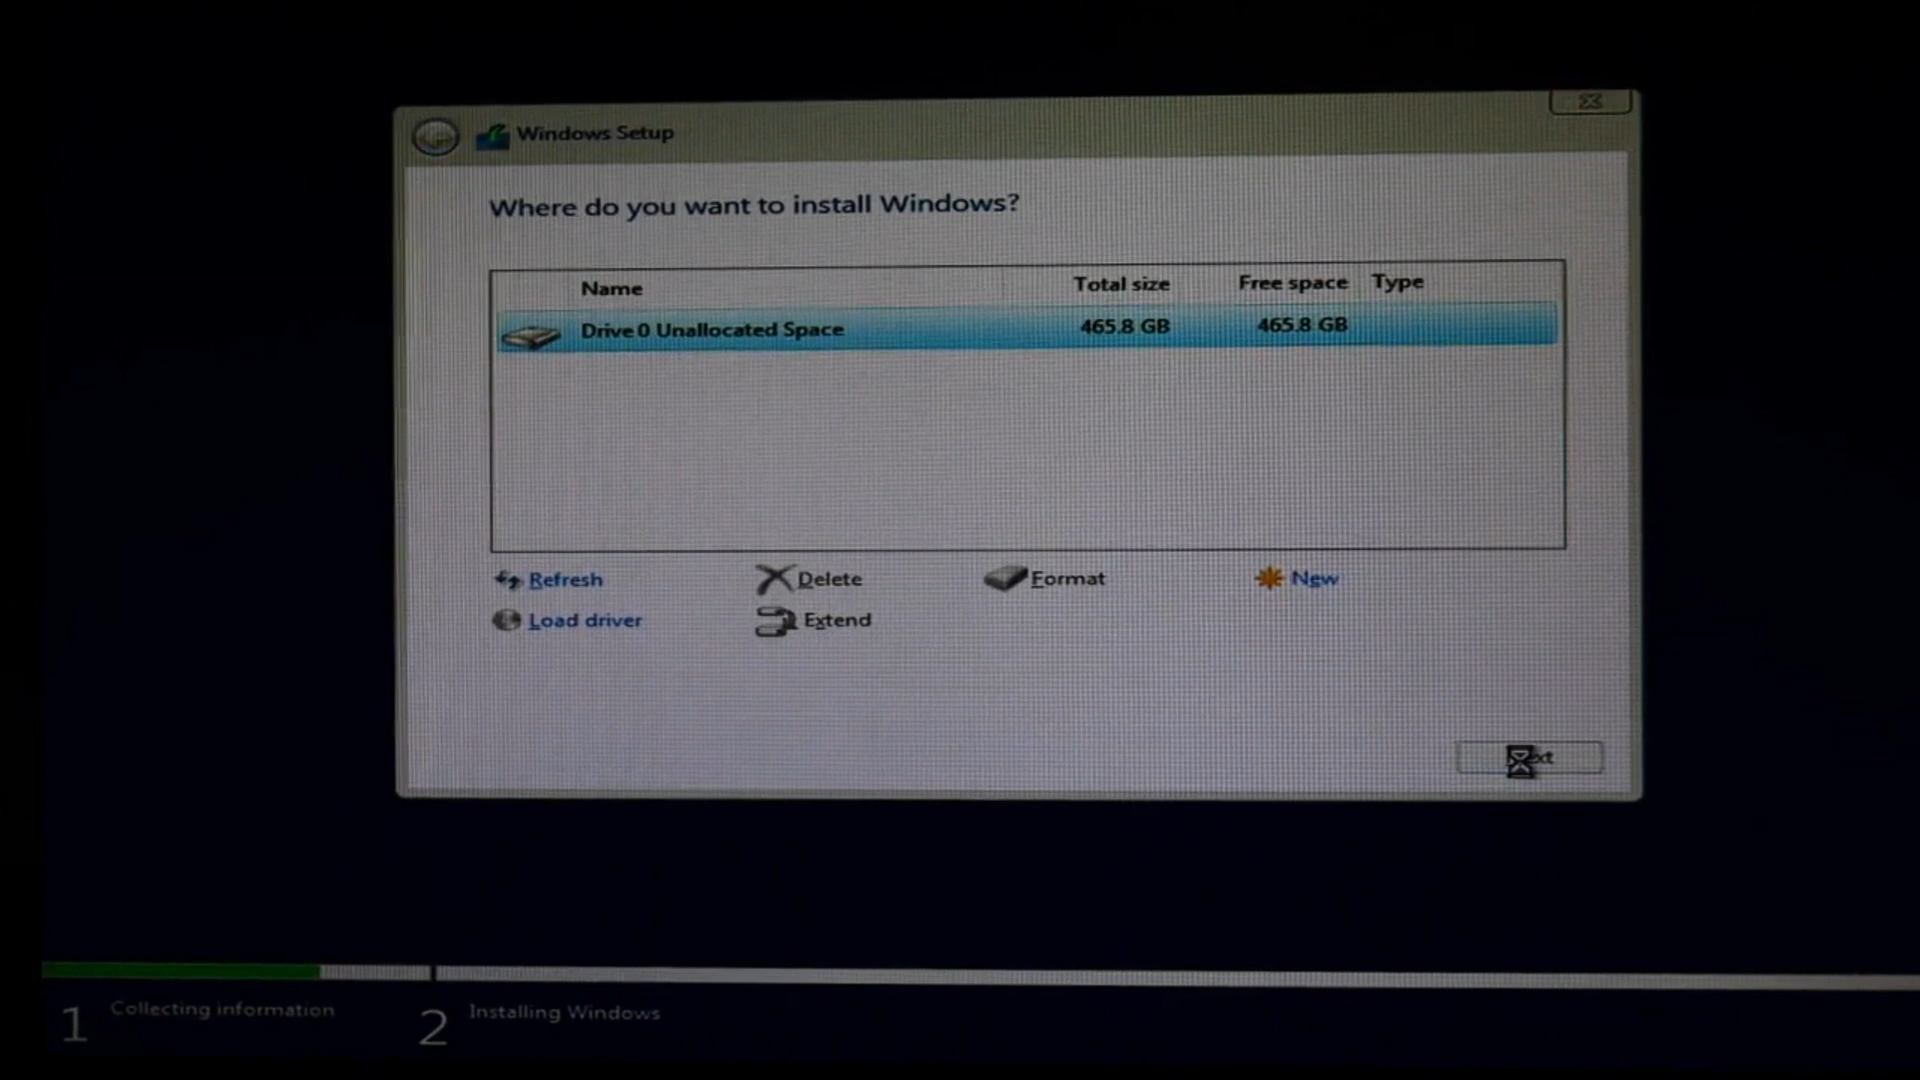 Windows Setup
Where do you want to install Windows?
Name Total size Free space Type
Drive 0 Unallocated Space 465.8 GB 465.8 GB
Refresh Delete Format New
Load driver Extend
1 Collecting information 2 Installing Windows